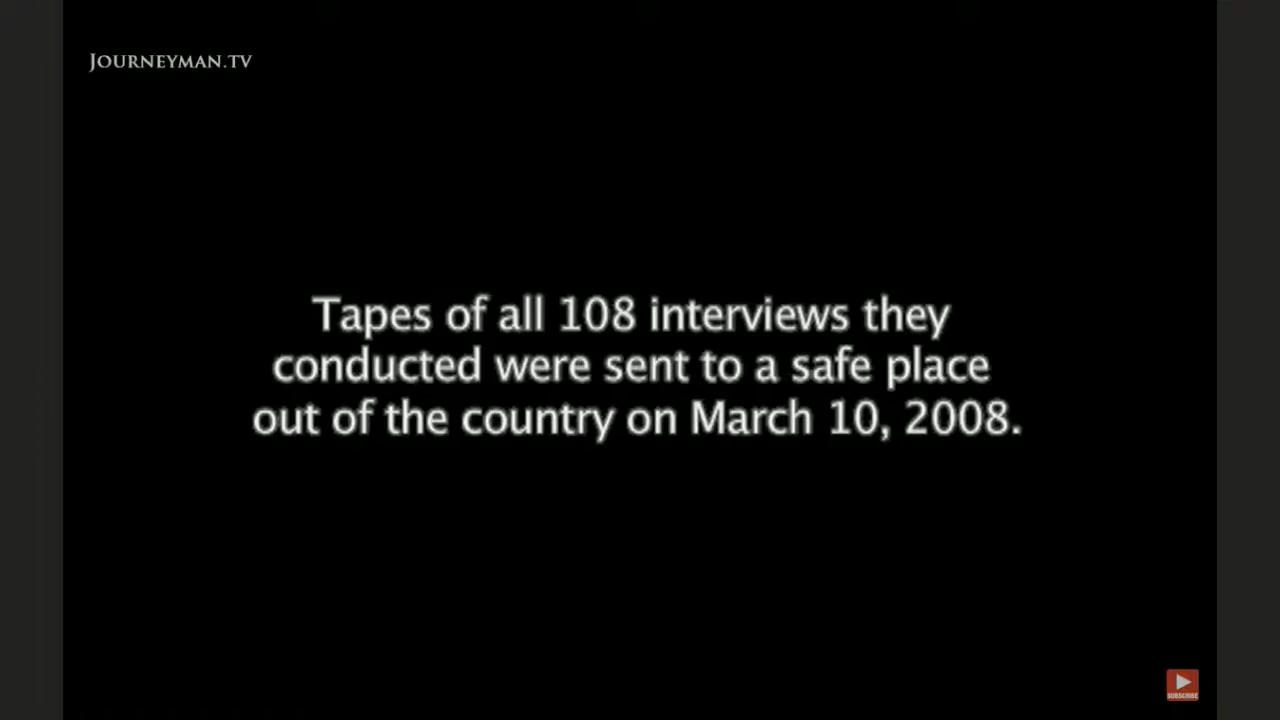 JOURNEYMAN.TV
Tapes of all 108 interviews they
conducted were sent to a safe place
out of the country on March 10, 2008.
SUBSCRIBE